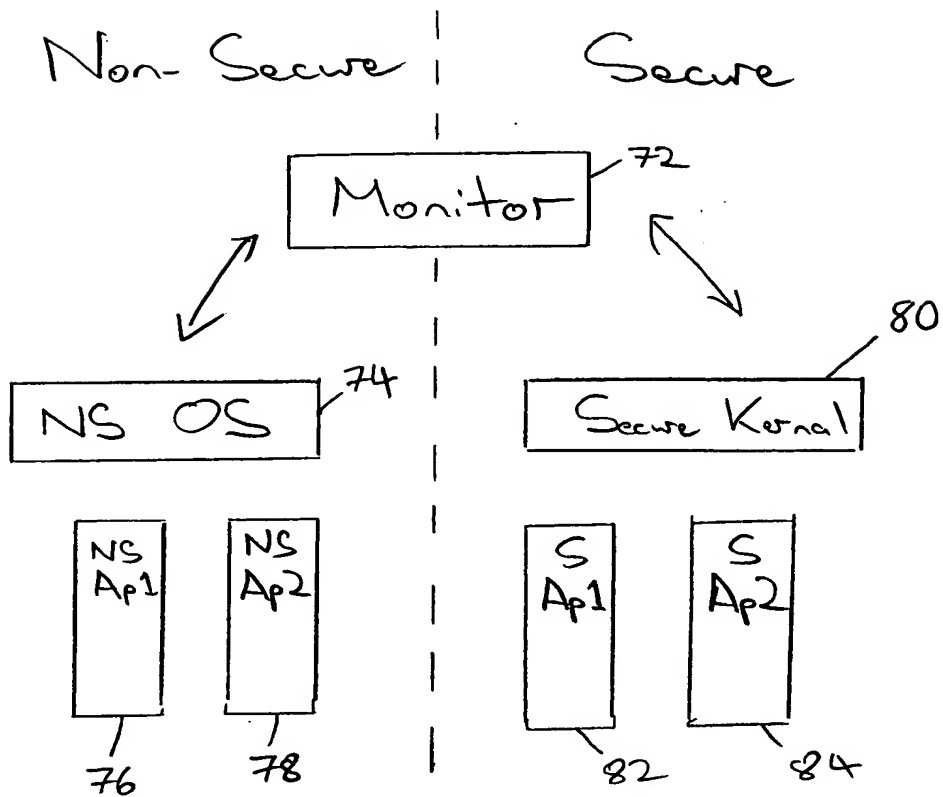 Non-Secure
Secure
Monitor
72
80
74
NS OS
Secure Kernal
NS
Ap1
NS
Ap2
S
Ap1
S
Ap2
76
78
82
84